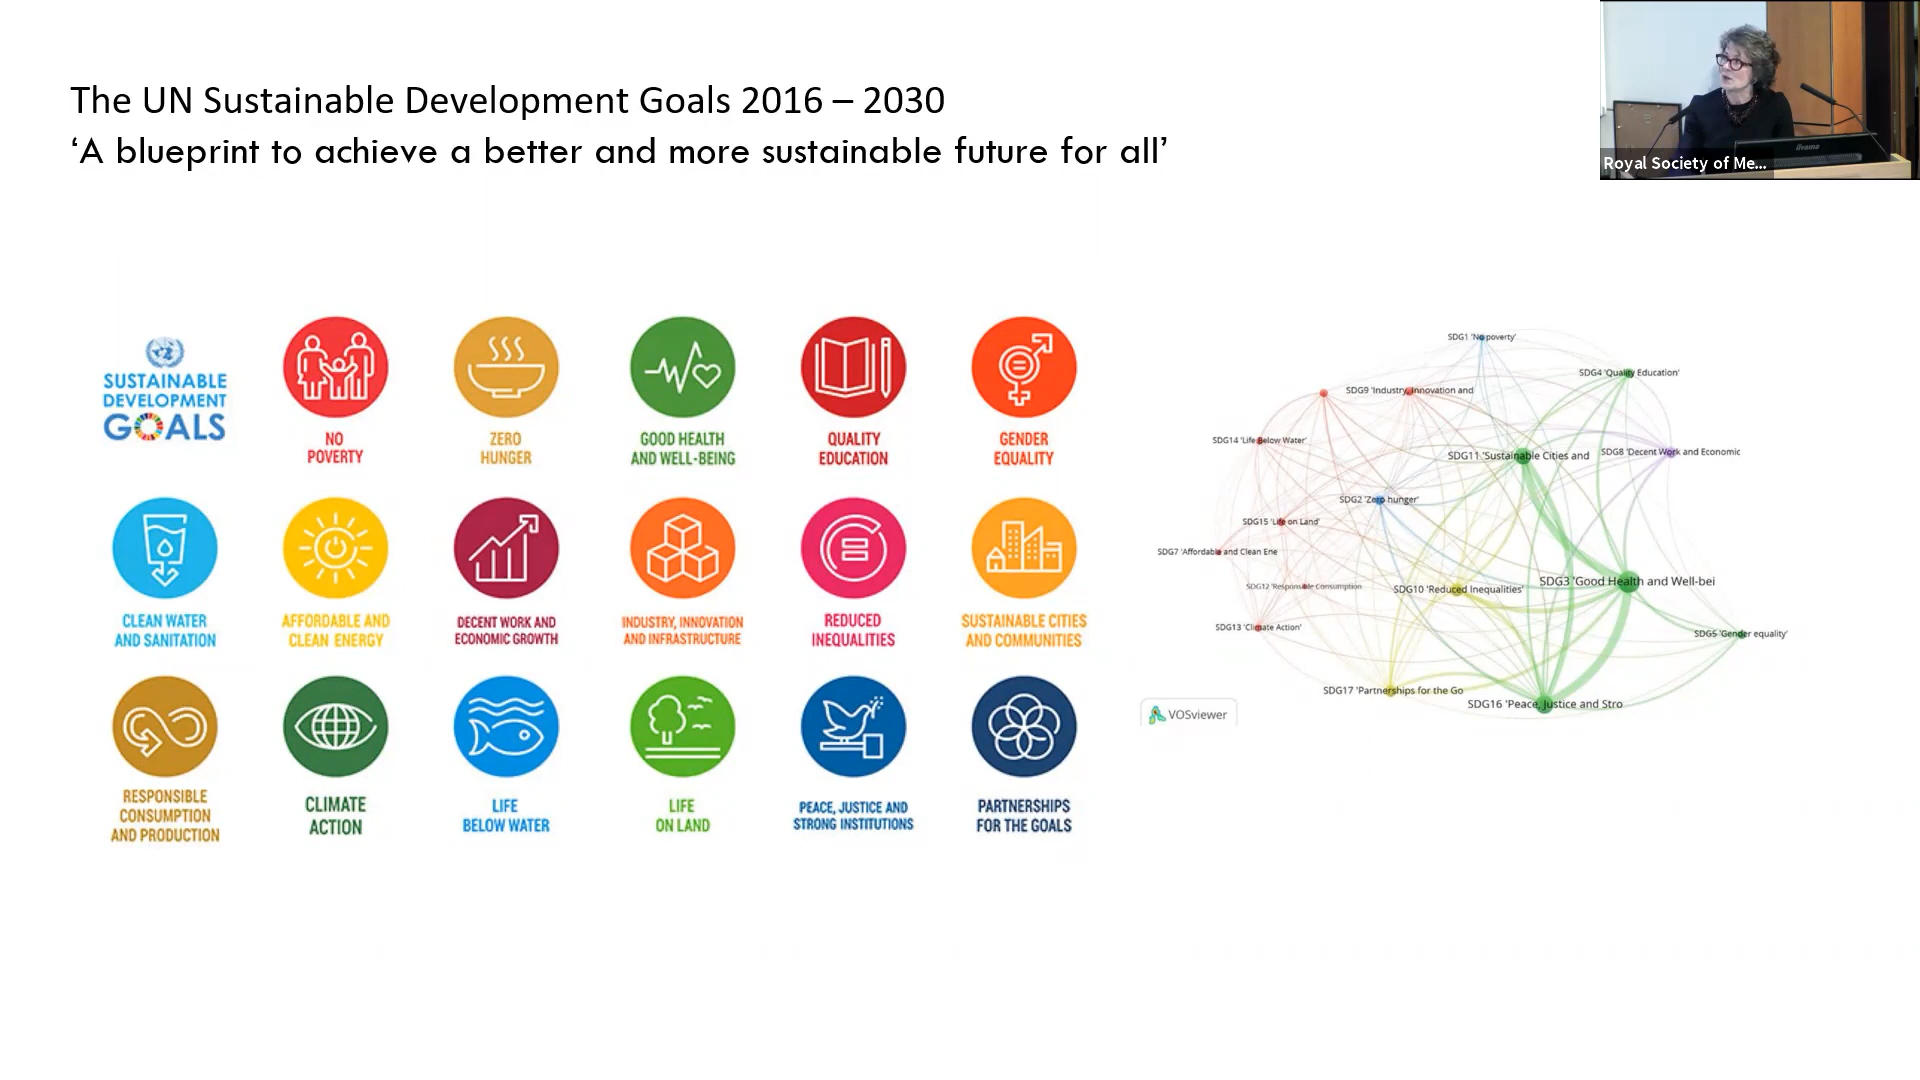 The UN Sustainable Development Goals 2016 – 2030
‘A blueprint to achieve a better and more sustainable future for all’
Royal Society of Me...
iiyama
SUSTAINABLE
DEVELOPMENT
GOALS
NO
POVERTY
ZERO
HUNGER
GOOD HEALTH
AND WELL-BEING
QUALITY
EDUCATION
GENDER
EQUALITY
CLEAN WATER
AND SANITATION
AFFORDABLE AND
CLEAN ENERGY
DECENT WORK AND
ECONOMIC GROWTH
INDUSTRY, INNOVATION
AND INFRASTRUCTURE
REDUCED
INEQUALITIES
SUSTAINABLE CITIES
AND COMMUNITIES
RESPONSIBLE
CONSUMPTION
AND PRODUCTION
CLIMATE
ACTION
LIFE
BELOW WATER
LIFE
ON LAND
PEACE, JUSTICE AND
STRONG INSTITUTIONS
PARTNERSHIPS
FOR THE GOALS
SDG1 'No poverty'
SDG4 'Quality Education'
SDG9 'Industry, Innovation and
SDG14 'Life Below Water'
SDG11 'Sustainable Cities and
SDG8 'Decent Work and Economic
SDG2 'Zero hunger'
SDG15 'Life on Land'
SDG7 'Affordable and Clean Ene
SDG3 'Good Health and Well-bei
SDG12 'Responsible Consumption
SDG10 'Reduced Inequalities'
SDG13 'Climate Action'
SDG5 'Gender equality'
SDG17 'Partnerships for the Go
SDG16 'Peace, Justice and Stro
VOSviewer